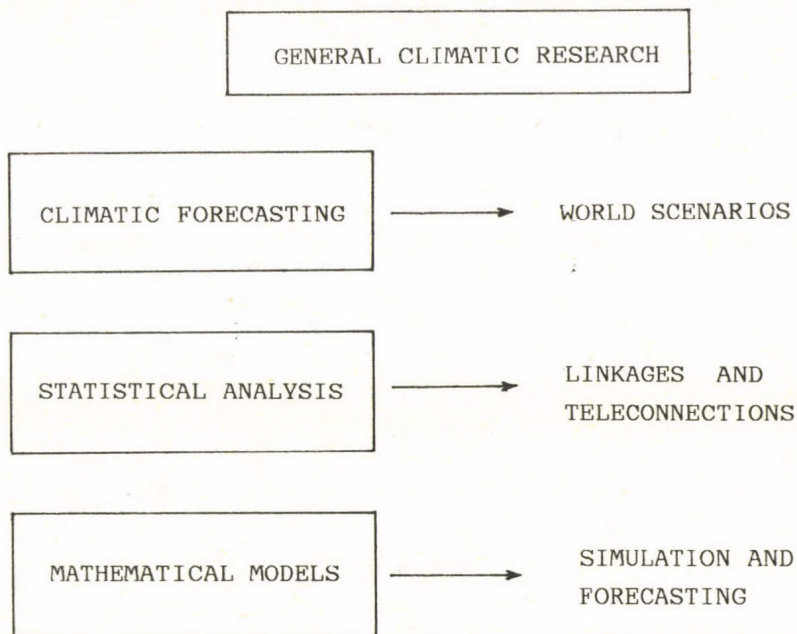 GENERAL CLIMATIC RESEARCH
CLIMATIC FORECASTING
WORLD SCENARIOS
STATISTICAL ANALYSIS
LINKAGES AND
TELECONNECTIONS
MATHEMATICAL MODELS
SIMULATION AND
FORECASTING